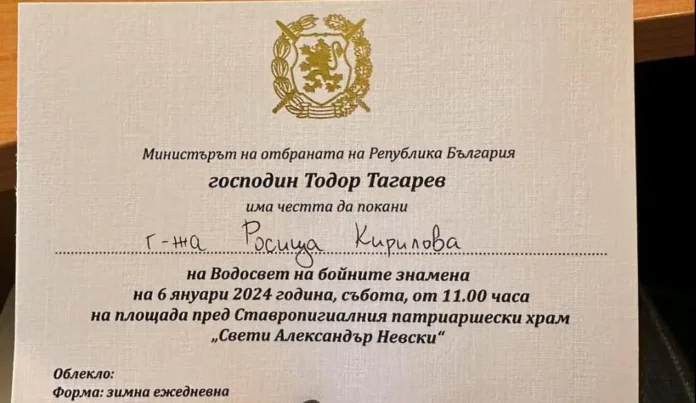 Министърът на отбраната на Република България
господин Тодор Тагарев
има честта да покани
г-жа Росица Кирилова
на Водосвет на бойните знамена
на 6 януари 2024 година, събота, от 11.00 часа
на площада пред Ставропигиалния патриаршески храм
„Свети Александър Невски“
Облекло:
Форма: зимна ежедневна